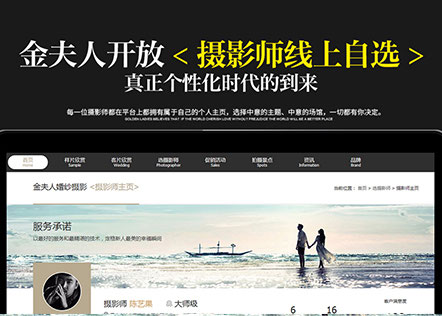 金夫人开放 < 摄影师线上自选 >
真正个性化时代的到来
每一位摄影师都在平台上都拥有属于自己的个人主页，选择中意的主题、中意的场馆，一切都有你决定。
GOLDEN LADIES BELIEVES THAT IF THE WORLD CHERISH LOVE WITHOUT PREJUDICE THE WORLD WILL BE A BETTER PLACE
首页 样片欣赏 客片欣赏 选摄影师 促销活动 拍摄景点 资讯 品牌
Home Sample Wedding Photographer Sales Spots Information Brand
金夫人婚纱摄影 <摄影师主页>
当前位置：首页 > 选摄影师 > 摄影师主页
服务承诺
以最好的服务和最精湛的技术，定格新人最美的幸福瞬间
摄影师 陈艺黑 大师级
6 16
客户满意度